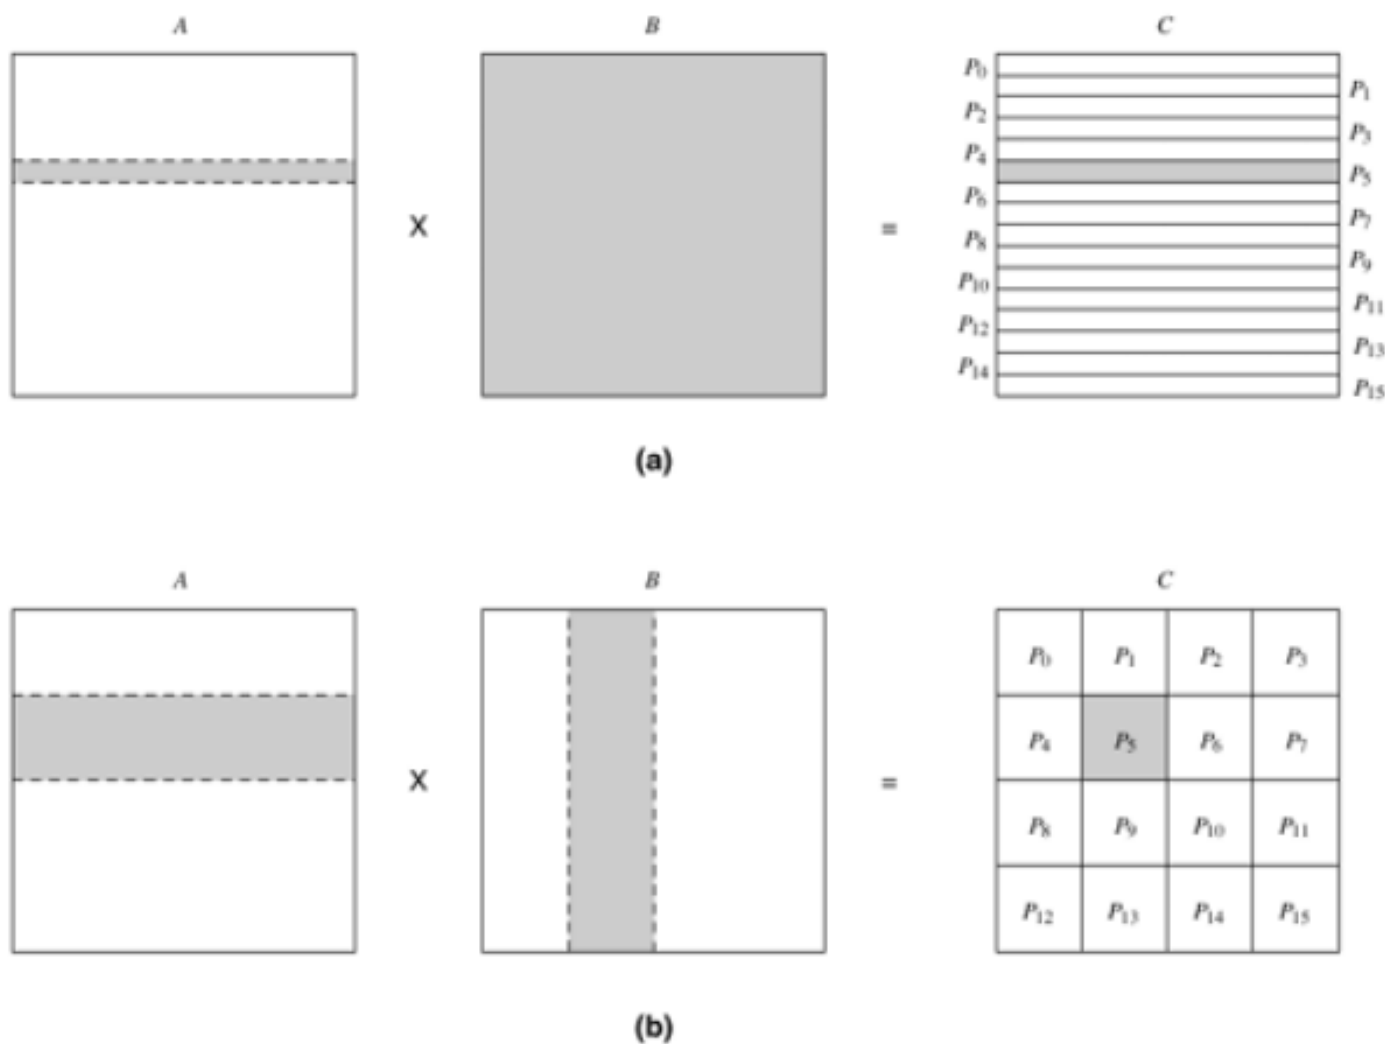 A B C
P0
P1
P2
P3
P4
P5
P6
X = P7
P8
P9
P10
P11
P12
P13
P14
P15
(a)
A B C
P0 P1 P2 P3
P4 P5 P6 P7
X =
P8 P9 P10 P11
P12 P13 P14 P15
(b)